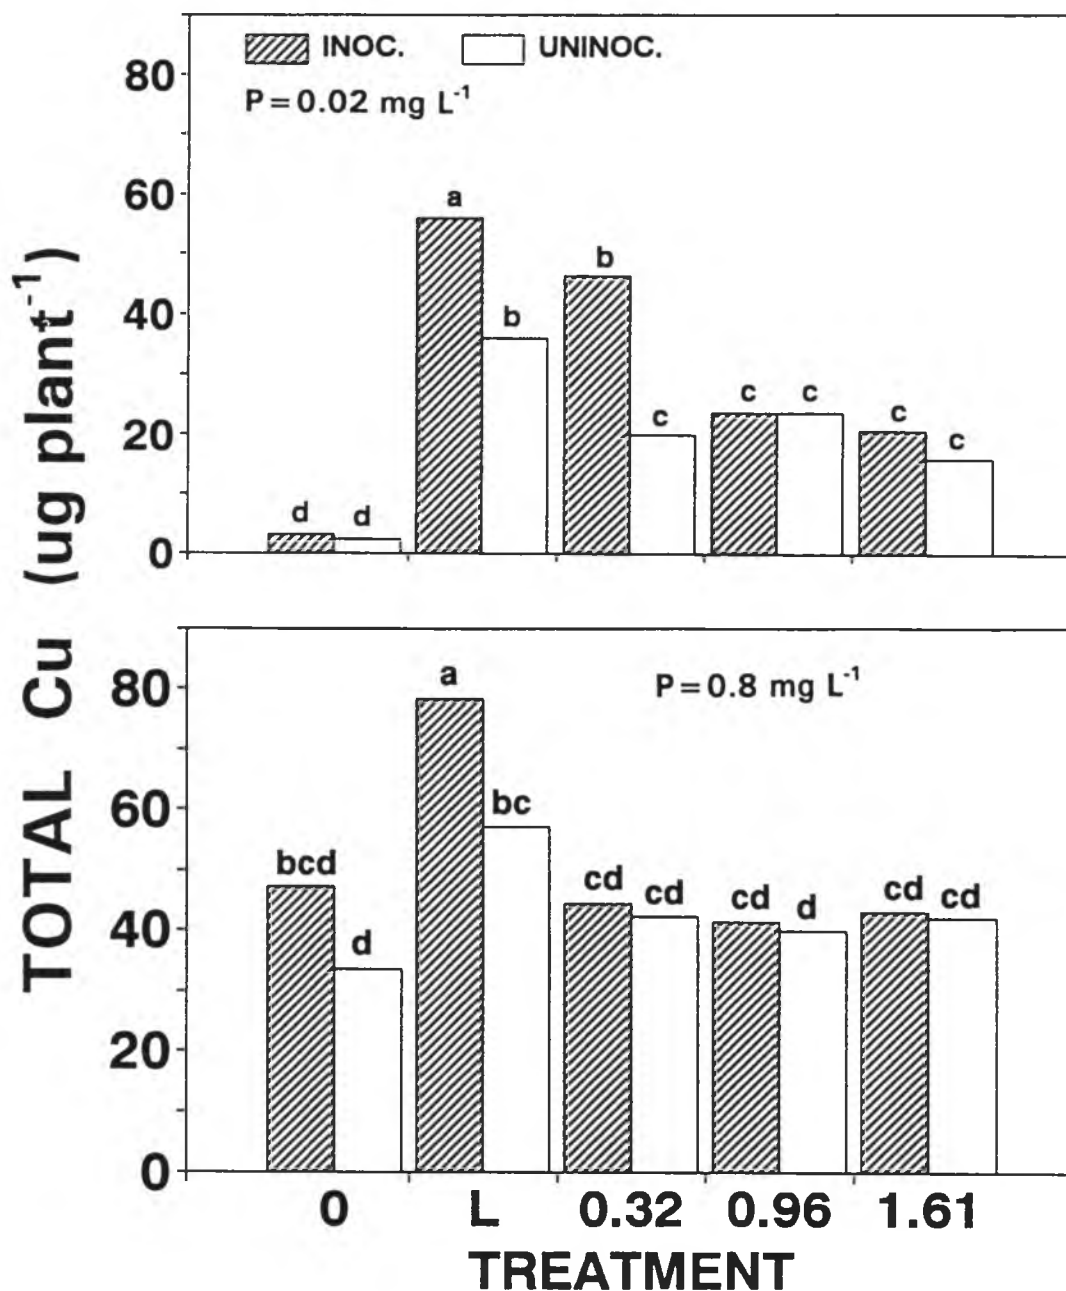 TOTAL Cu (ug plant⁻¹)
INOC. UNINOC.
P=0.02 mg L⁻¹
80
60
40
20
0
a
b
b
c
c c
c
c
d d
P=0.8 mg L⁻¹
80
60
40
20
0
a
bc
bcd
d
cd cd
cd d
cd cd
0 L 0.32 0.96 1.61
TREATMENT